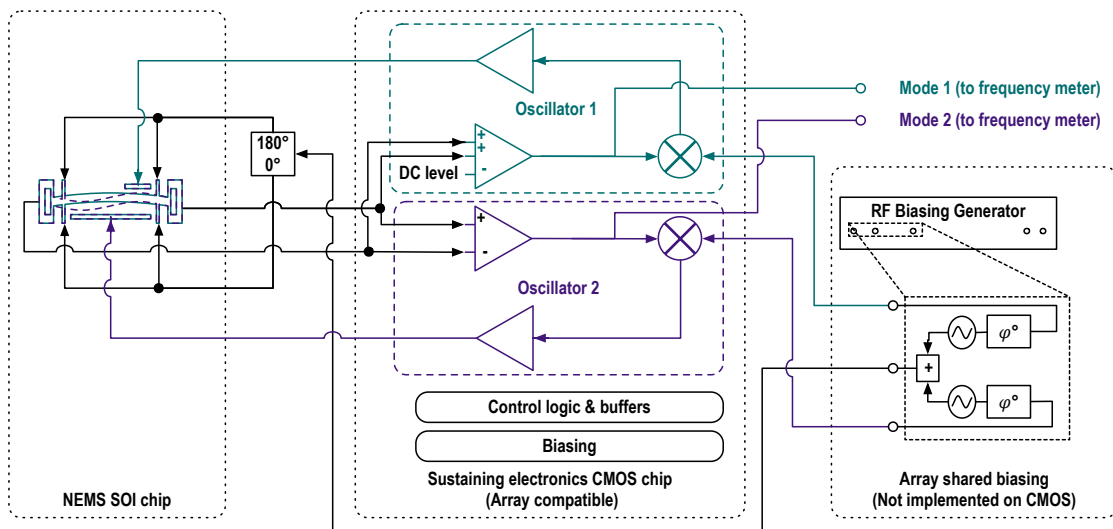 Oscillator 1
Mode 1 (to frequency meter)
Mode 2 (to frequency meter)
180°
0°
+
+
DC level
-
+
-
RF Biasing Generator
Oscillator 2
φ°
+
φ°
Control logic & buffers
Biasing
NEMS SOI chip
Sustaining electronics CMOS chip
(Array compatible)
Array shared biasing
(Not implemented on CMOS)